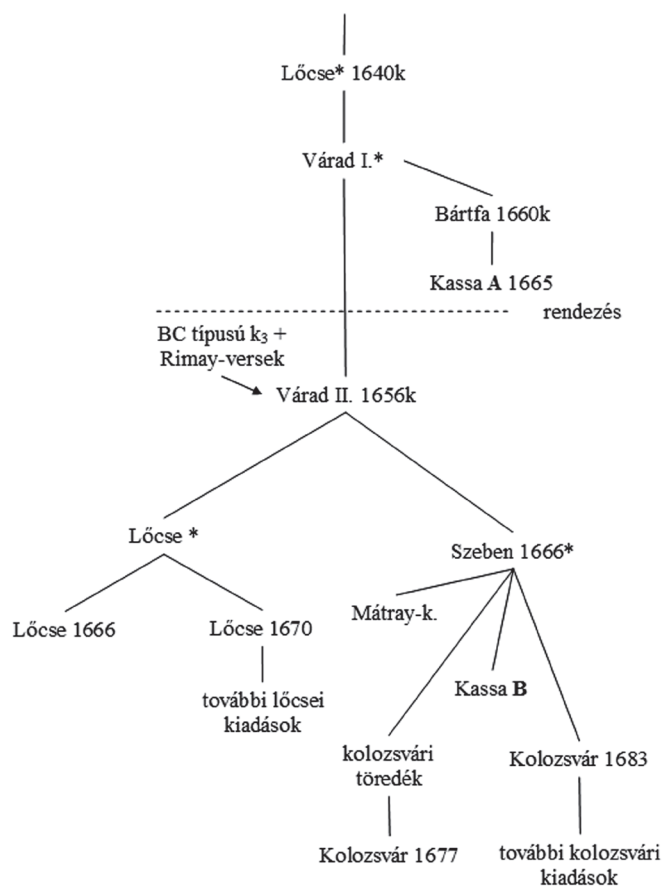 Lőcse* 1640k
Várad I.*
Bártfa 1660k
Kassa A 1665
rendezés
BC típusú k₃ +
Rimay-versek
Várad II. 1656k
Lőcse *
Szeben 1666*
Lőcse 1666
Lőcse 1670
Mátray-k.
további lőcsei
kiadások
Kassa B
kolozsvári
töredék
Kolozsvár 1683
Kolozsvár 1677
további kolozsvári
kiadások